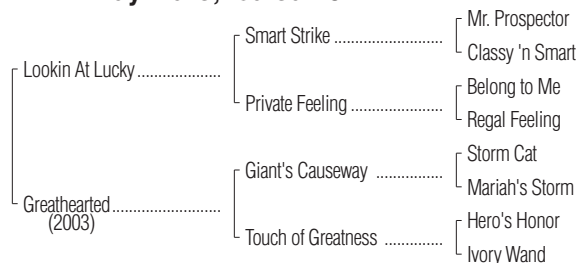 Mr. Prospector
Smart Strike ....................
Classy 'n Smart
Lookin At Lucky ....................
Belong to Me
Private Feeling ....................
Regal Feeling
Storm Cat
Giant's Causeway ................
Mariah's Storm
Greathearted ..........................
(2003)
Hero's Honor
Touch of Greatness ..............
Ivory Wand